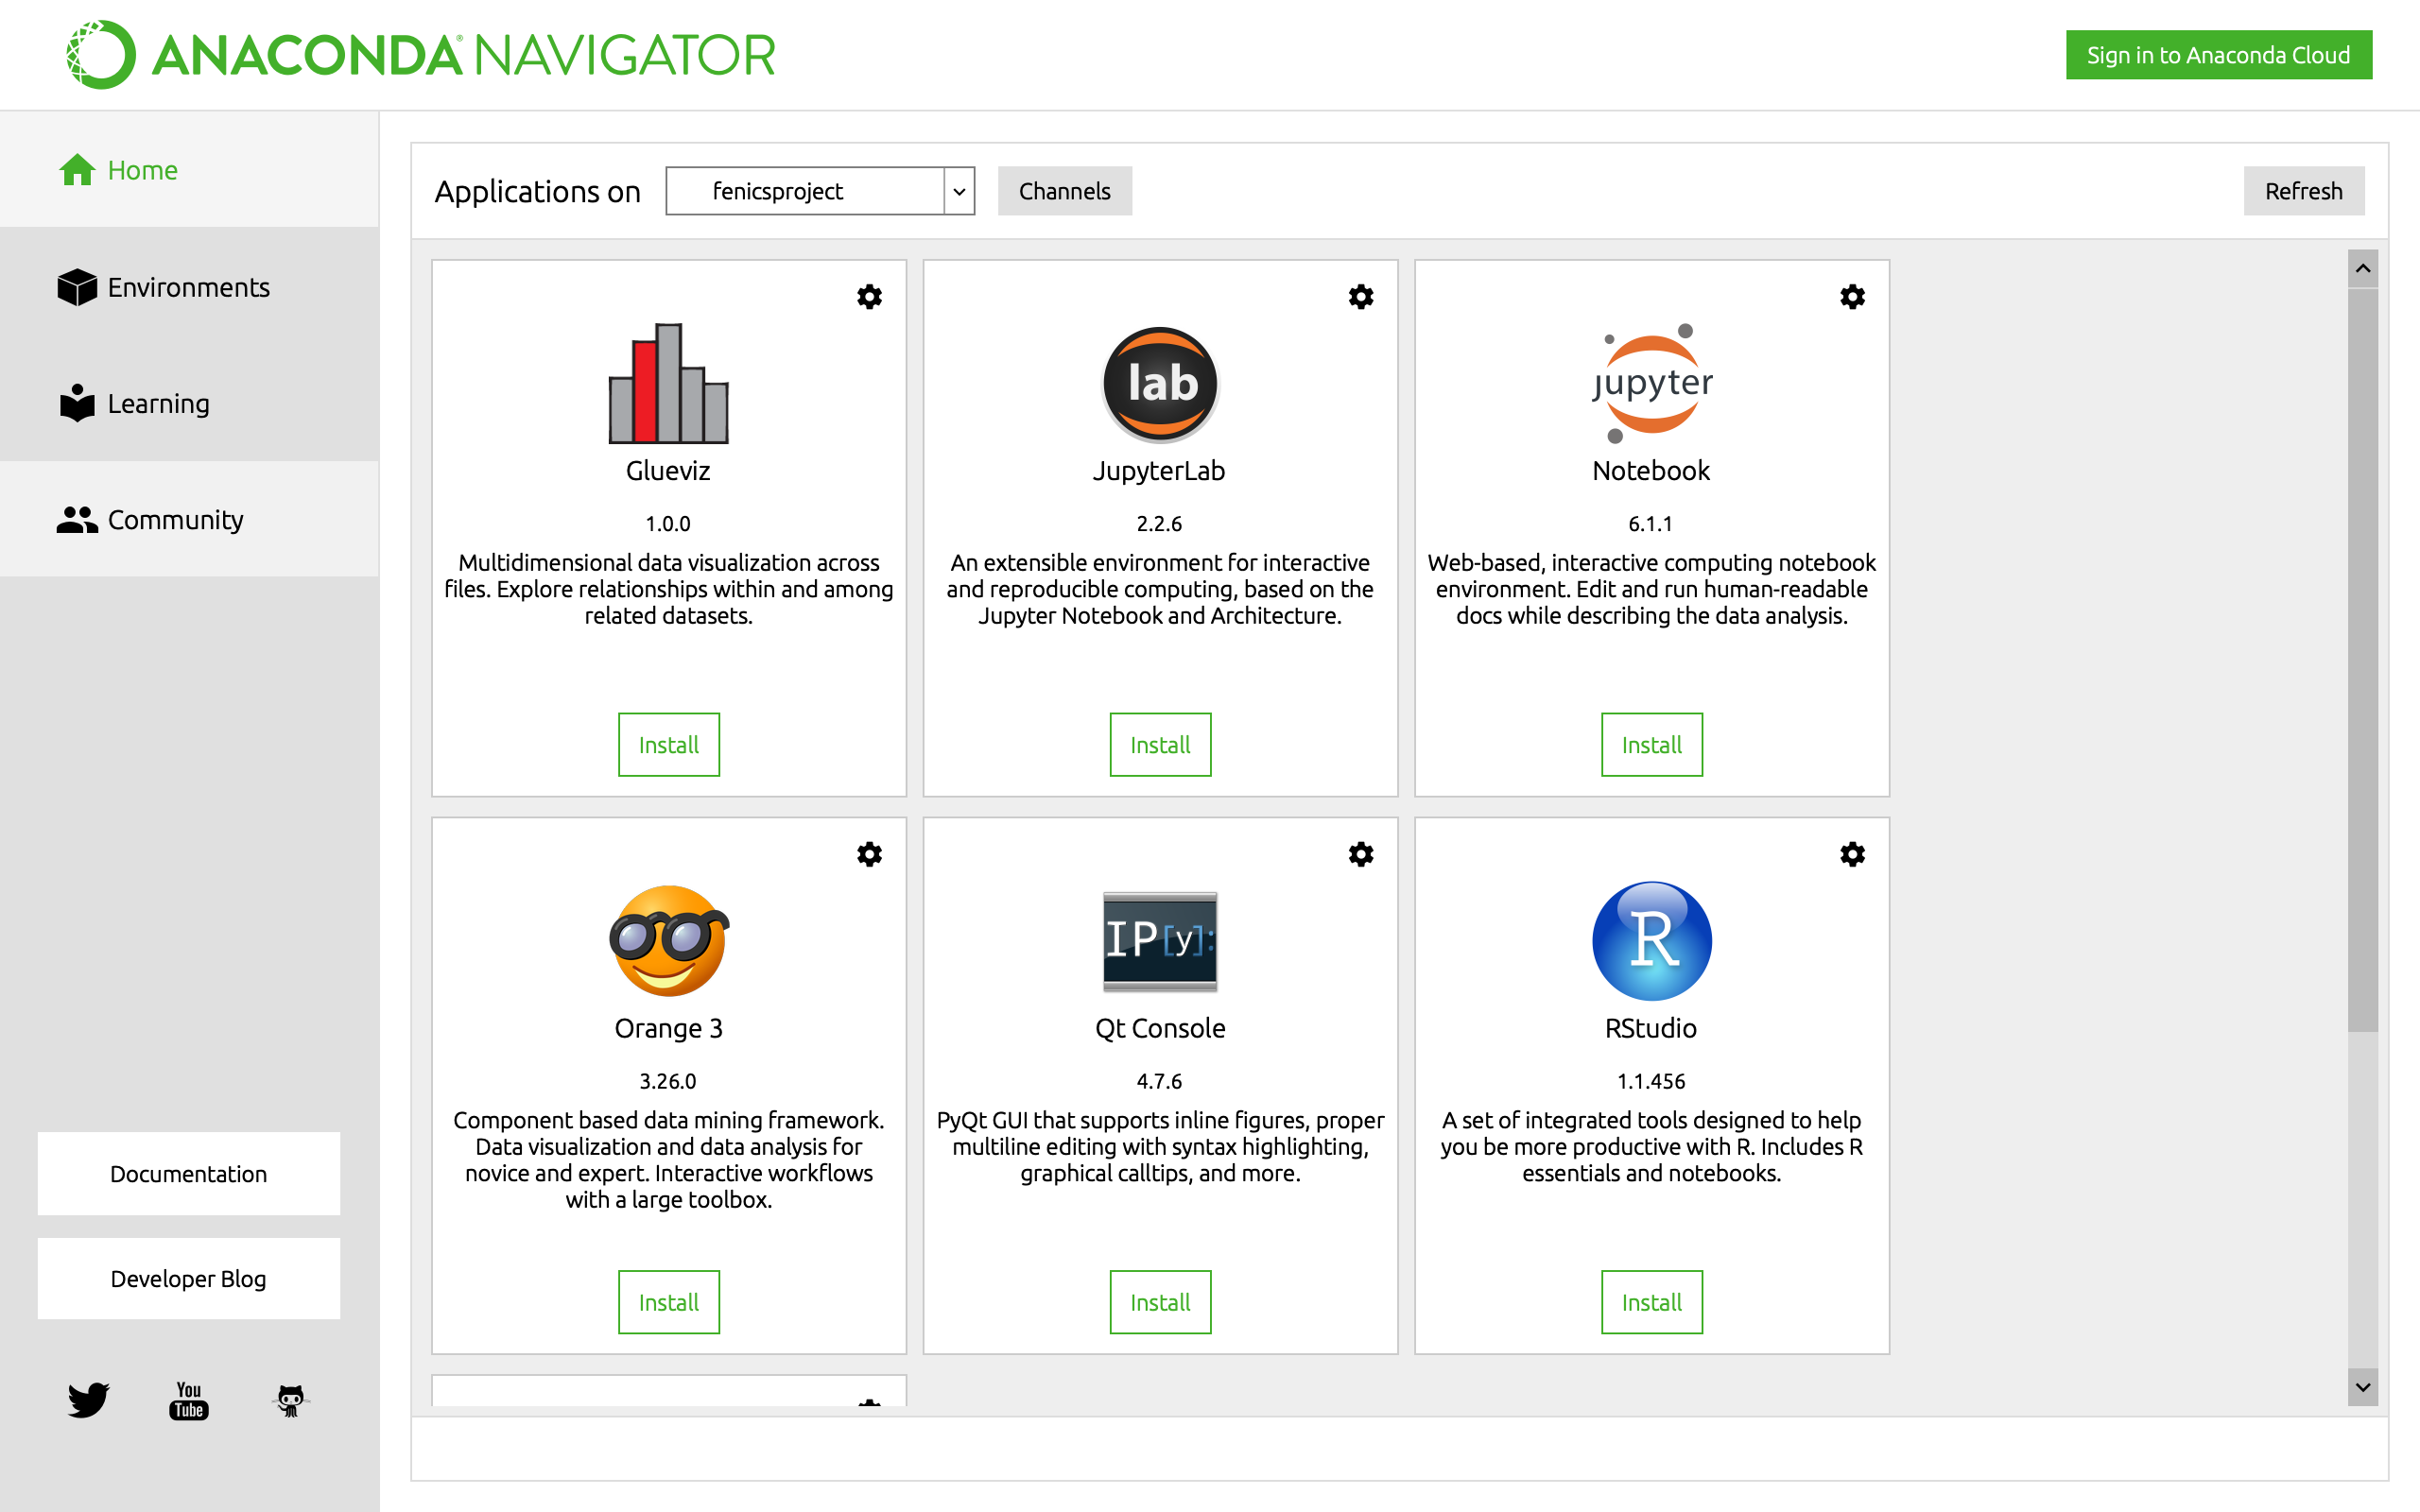 ANACONDA® NAVIGATOR
Sign in to Anaconda Cloud
Home
Environments
Learning
Community
Documentation
Developer Blog
You
Tube
Applications on
fenicsproject
Channels
Refresh
Glueviz
1.0.0
Multidimensional data visualization across
files. Explore relationships within and among
related datasets.
Install
lab
JupyterLab
2.2.6
An extensible environment for interactive
and reproducible computing, based on the
Jupyter Notebook and Architecture.
Install
jupyter
Notebook
6.1.1
Web-based, interactive computing notebook
environment. Edit and run human-readable
docs while describing the data analysis.
Install
Orange 3
3.26.0
Component based data mining framework.
Data visualization and data analysis for
novice and expert. Interactive workflows
with a large toolbox.
Install
IP[y]:
Qt Console
4.7.6
PyQt GUI that supports inline figures, proper
multiline editing with syntax highlighting,
graphical calltips, and more.
Install
R
RStudio
1.1.456
A set of integrated tools designed to help
you be more productive with R. Includes R
essentials and notebooks.
Install